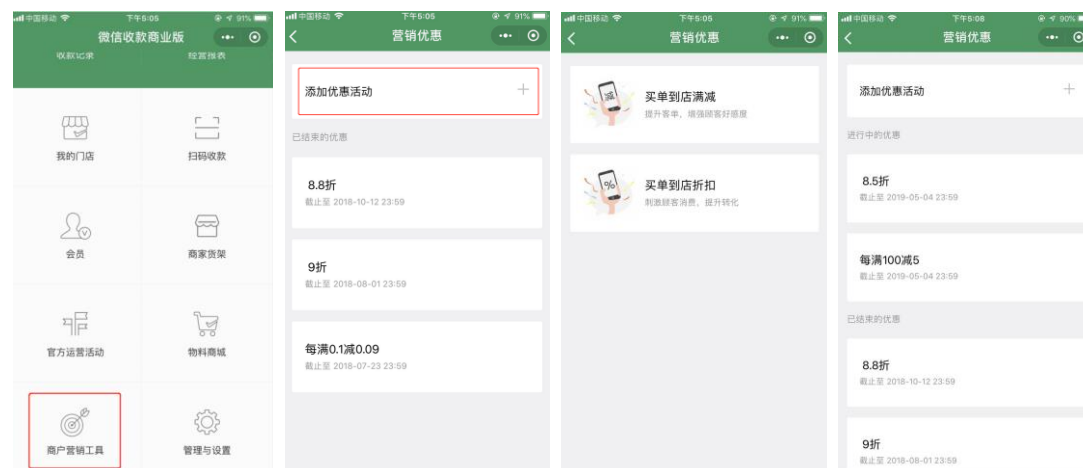 中国移动 下午5:05 91%
微信收款商业版
收款记录 经营报表
我的门店 扫码收款
会员 商家货架
官方运营活动 物料商城
商户营销工具 管理与设置
中国移动 下午5:05 91%
营销优惠
添加优惠活动
已结束的优惠
8.8折
截止至 2018-10-12 23:59
9折
截止至 2018-08-01 23:59
每满0.1减0.09
截止至 2018-07-23 23:59
中国移动 下午5:05 91%
营销优惠
买单到店满减
提升客单，增强顾客好感度
买单到店折扣
刺激顾客消费，提升转化
中国移动 下午5:08 90%
营销优惠
添加优惠活动
进行中的优惠
8.5折
截止至 2019-05-04 23:59
每满100减5
截止至 2019-05-04 23:59
已结束的优惠
8.8折
截止至 2018-10-12 23:59
9折
截止至 2018-08-01 23:59